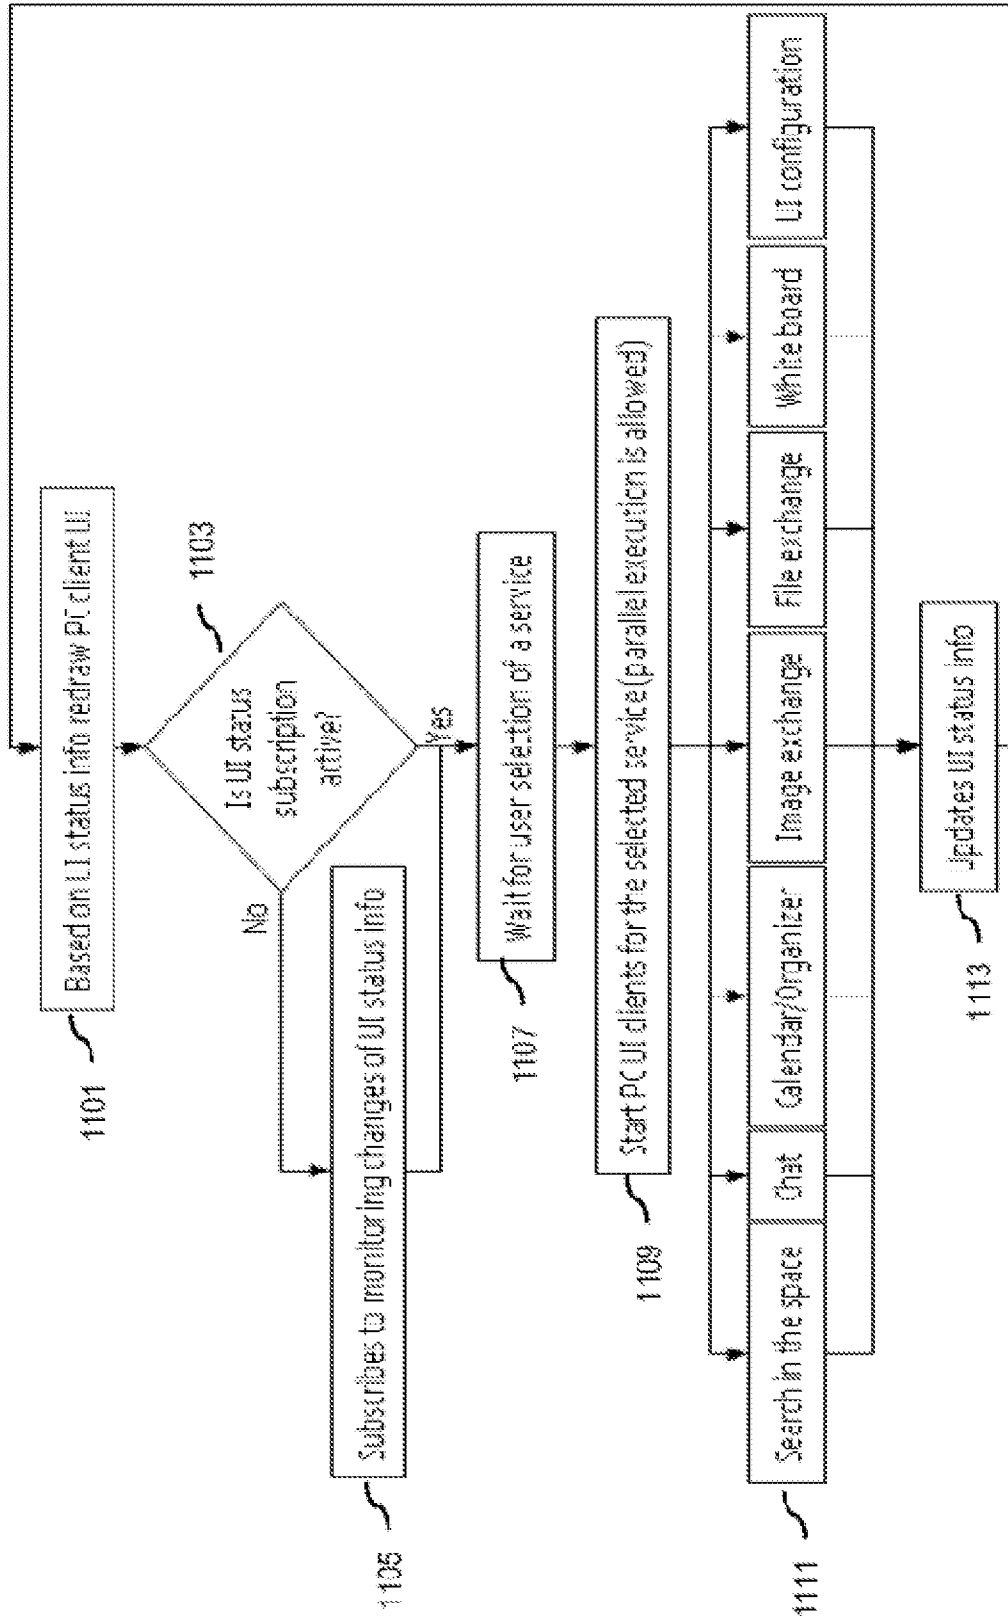 Based on UI status info redraw PC client UI
1101
Is UI status
subscription
active?
1103
No
Yes
Subscribes to monitoring changes of UI status info
1105
Wait for user selection of a service
1107
Start PC UI clients for the selected service (parallel execution is allowed)
1109
Search in the space
Chat
Calendar/Organizer
Image exchange
File exchange
White board
UI configuration
1111
Updates UI status info
1113